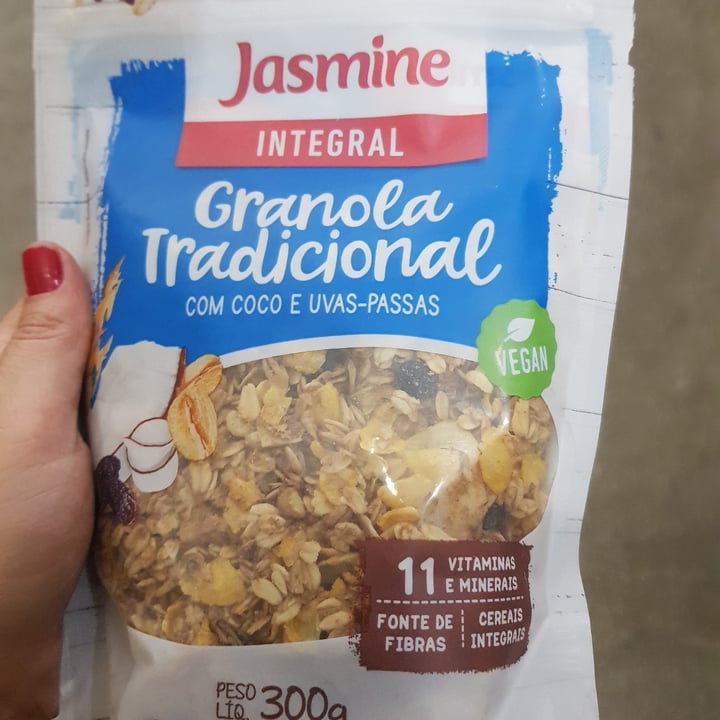 Jasmine
INTEGRAL
Granola
Tradicional
COM COCO E UVAS-PASSAS
VEGAN
11 VITAMINAS
E MINERAIS
FONTE DE
FIBRAS
CEREAIS
INTEGRAIS
PESO
LÍQ. 300g